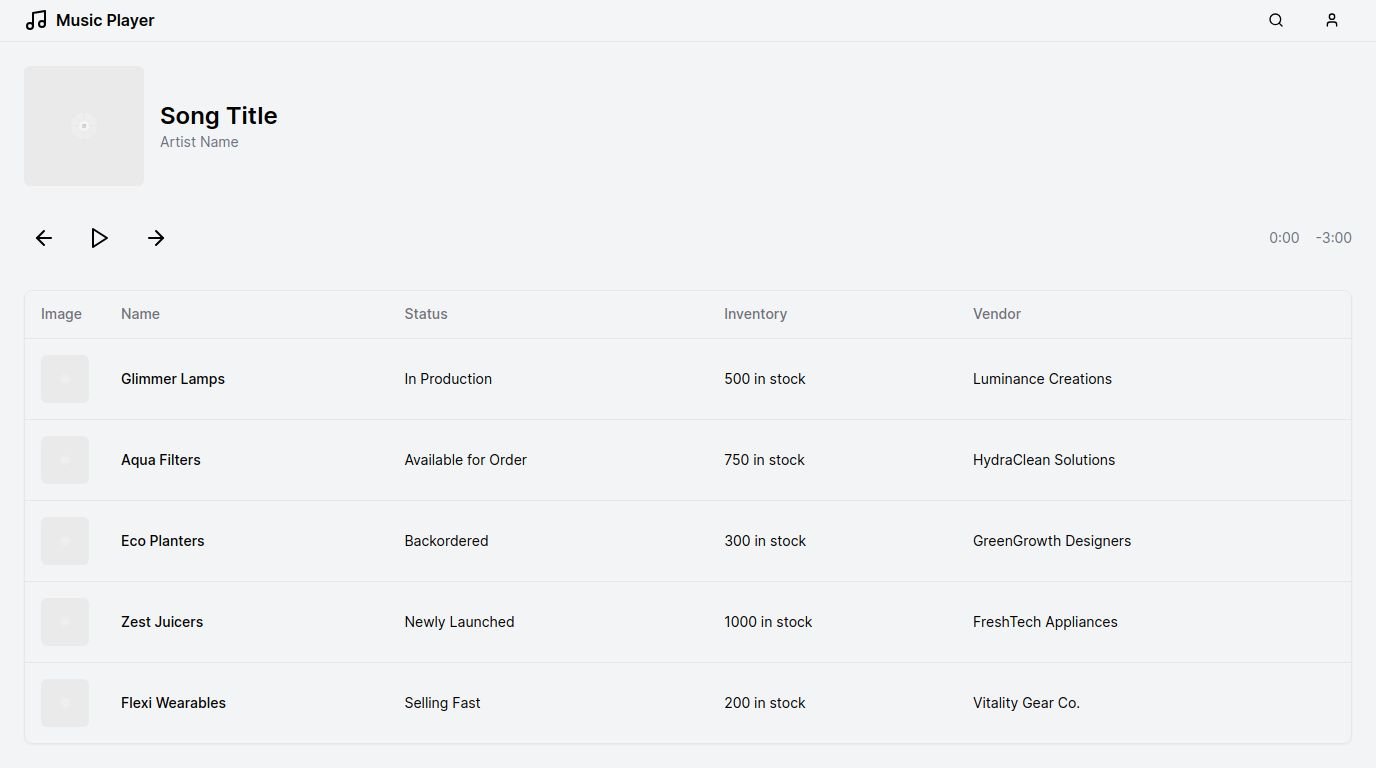 Music Player
Song Title
Artist Name
0:00 -3:00
Image Name Status Inventory Vendor
Glimmer Lamps In Production 500 in stock Luminance Creations
Aqua Filters Available for Order 750 in stock HydraClean Solutions
Eco Planters Backordered 300 in stock GreenGrowth Designers
Zest Juicers Newly Launched 1000 in stock FreshTech Appliances
Flexi Wearables Selling Fast 200 in stock Vitality Gear Co.